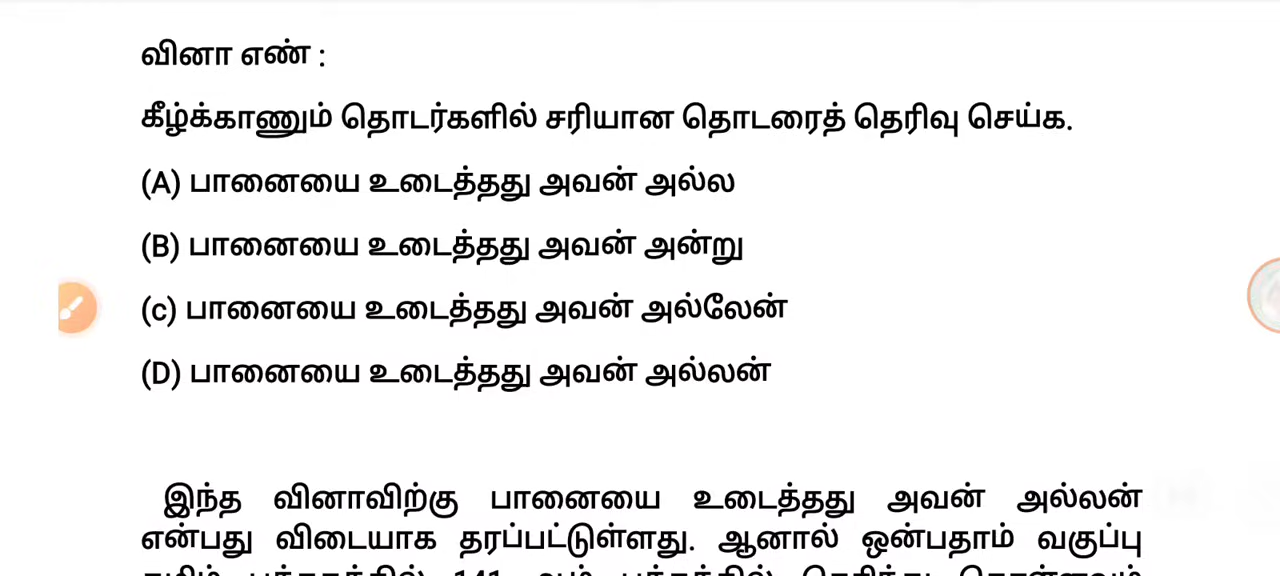 வினா எண் :
கீழ்க்காணும் தொடர்களில் சரியான தொடரைத் தெரிவு செய்க.
(A) பானையை உடைத்தது அவன் அல்ல
(B) பானையை உடைத்தது அவன் அன்று
(c) பானையை உடைத்தது அவன் அல்லேன்
(D) பானையை உடைத்தது அவன் அல்லன்
இந்த வினாவிற்கு பானையை உடைத்தது அவன் அல்லன்
என்பது விடையாக தரப்பட்டுள்ளது. ஆனால் ஒன்பதாம் வகுப்பு